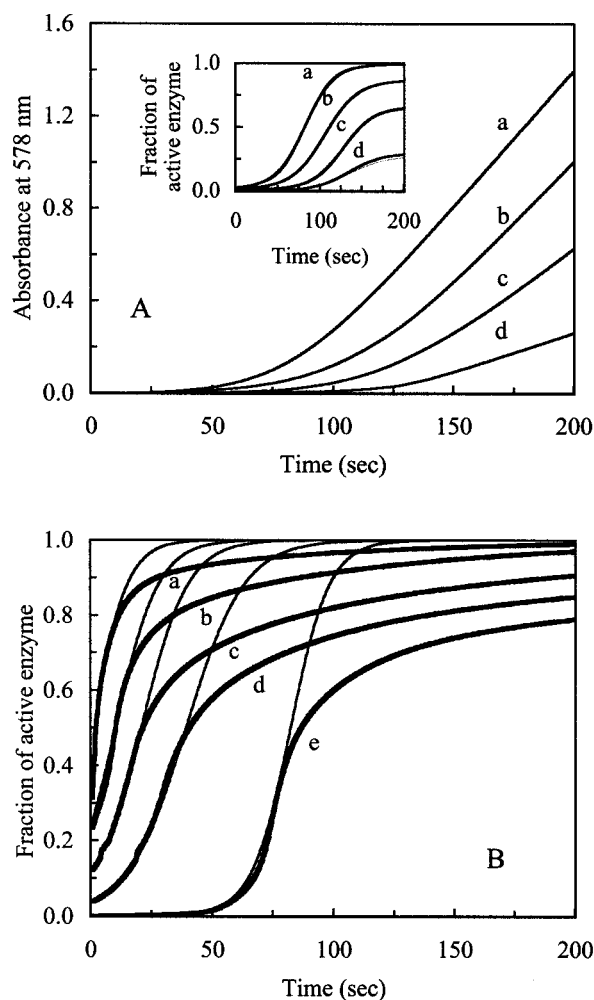 1.6
1.2
0.8
0.4
0.0
Absorbance at 578 nm
A
a
b
c
d
0
50
100
150
200
Time (sec)
1.0
0.5
0.0
Fraction of
active enzyme
a
b
c
d
0
100
200
Time (sec)
1.0
0.8
0.6
0.4
0.2
0.0
Fraction of active enzyme
a
b
c
d
e
B
0
50
100
150
200
Time (sec)